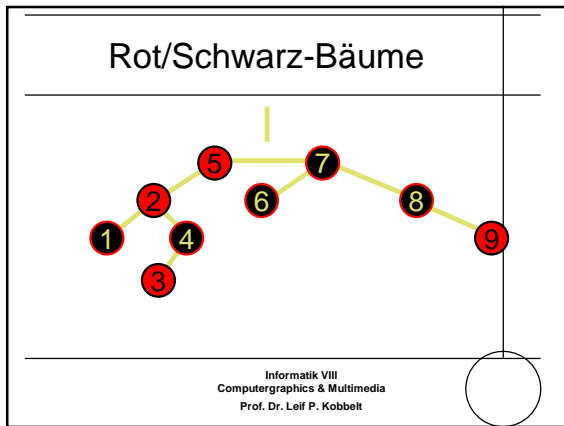 Rot/Schwarz-Bäume
5 7
2 6 8
1 4 9
3
Informatik VIII
Computergraphics & Multimedia
Prof. Dr. Leif P. Kobbelt